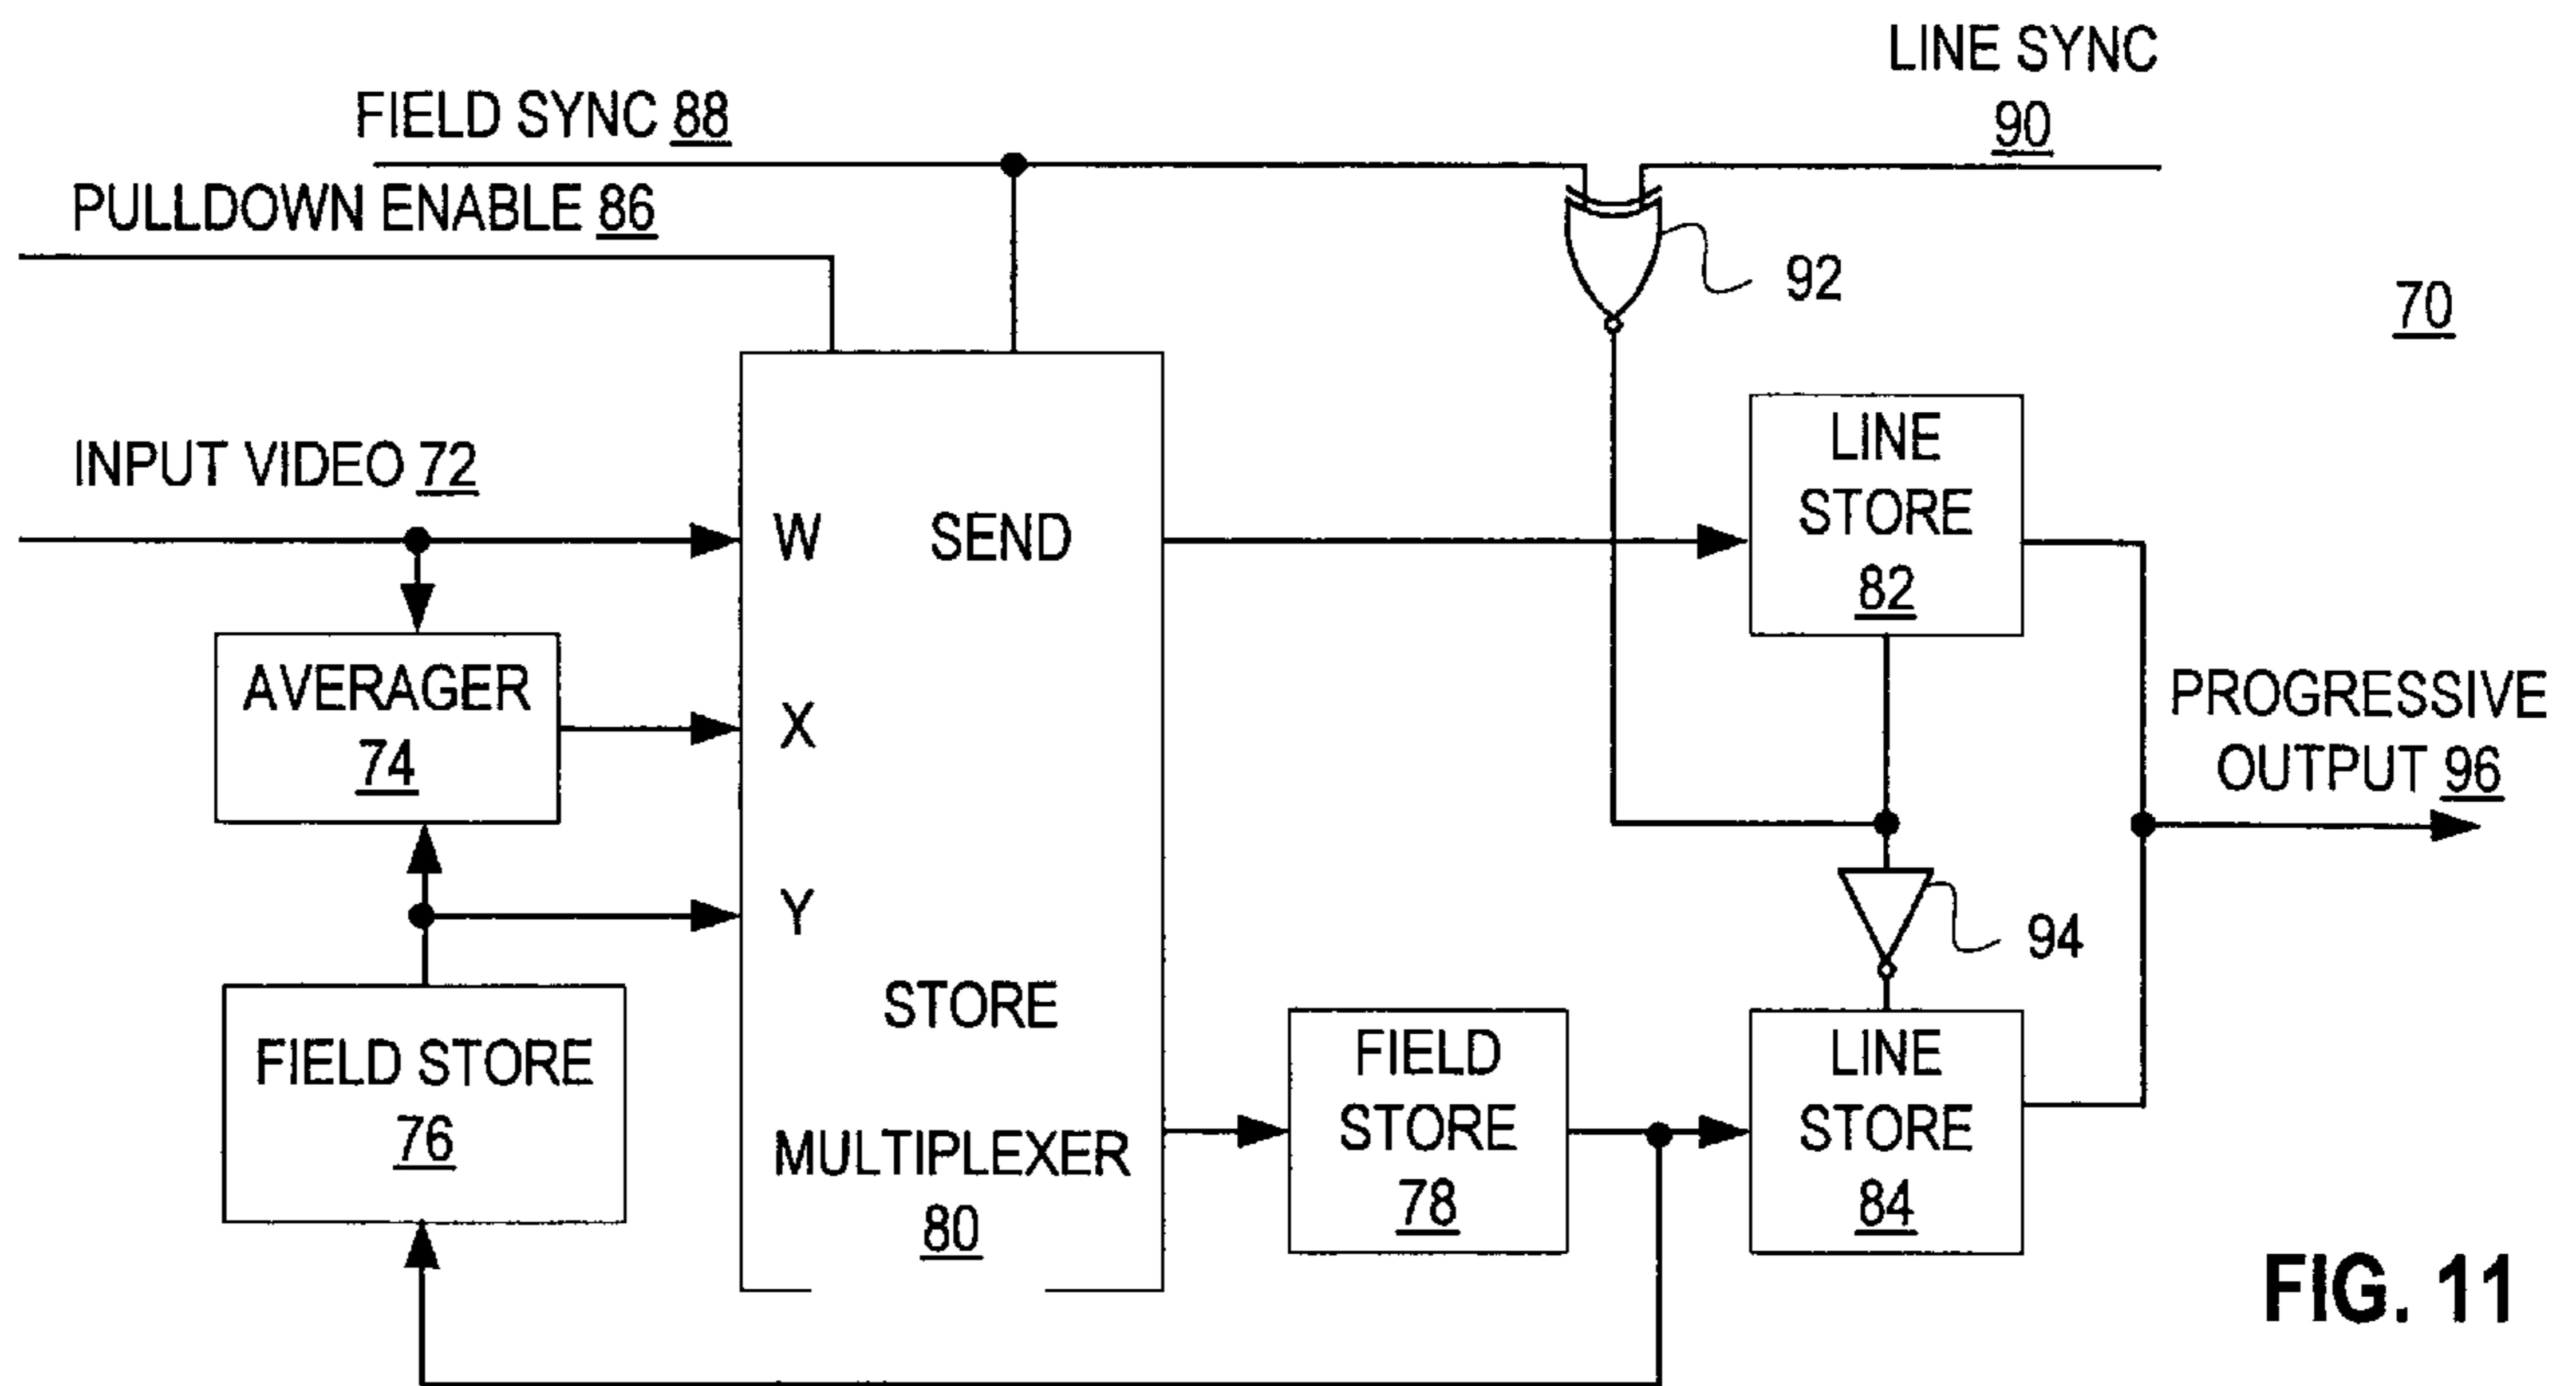 LINE SYNC
90
FIELD SYNC 88
PULLDOWN ENABLE 86
92
70
INPUT VIDEO 72
W SEND
LINE
STORE
82
AVERAGER
74
X
PROGRESSIVE
OUTPUT 96
Y
94
FIELD STORE
76
STORE
MULTIPLEXER
80
FIELD
STORE
78
LINE
STORE
84
FIG. 11